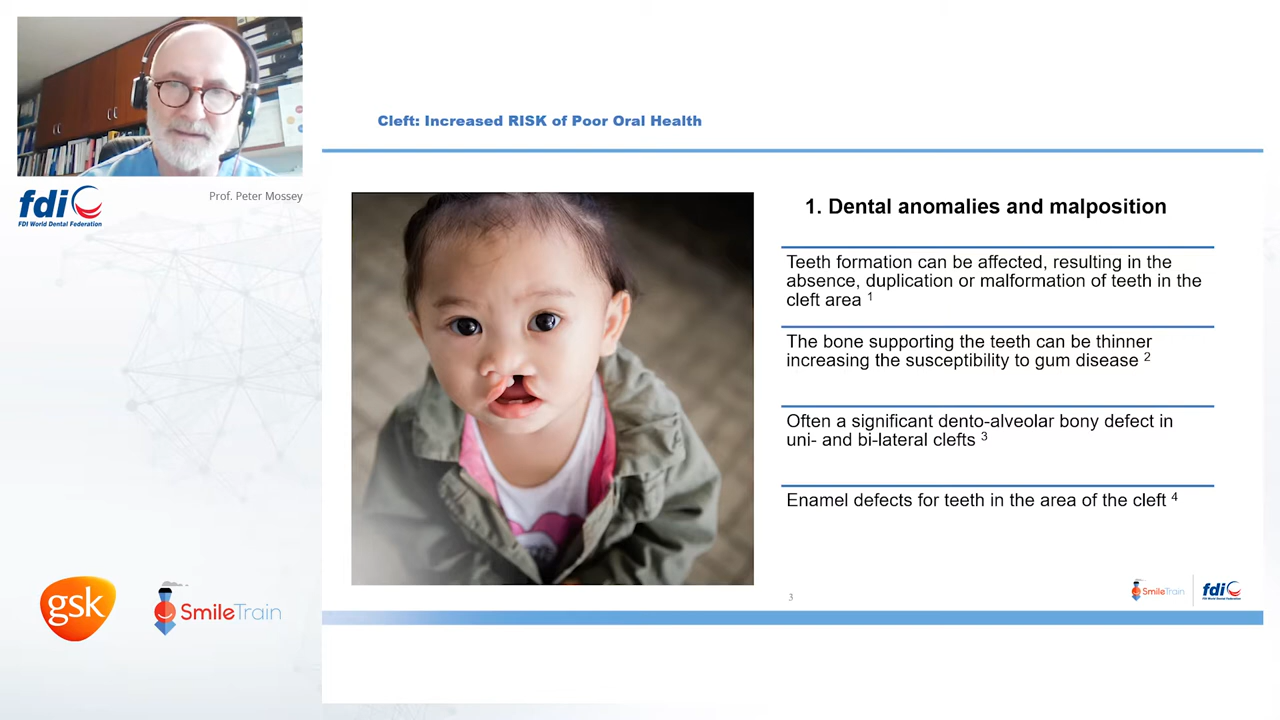 fdi
FDI World Dental Federation
Prof. Peter Mossey
Cleft: Increased RISK of Poor Oral Health
1. Dental anomalies and malposition
Teeth formation can be affected, resulting in the
absence, duplication or malformation of teeth in the
cleft area 1
The bone supporting the teeth can be thinner
increasing the susceptibility to gum disease 2
Often a significant dento-alveolar bony defect in
uni- and bi-lateral clefts 3
Enamel defects for teeth in the area of the cleft 4
gsk
SmileTrain
3
SmileTrain
fdi
FDI World Dental Federation